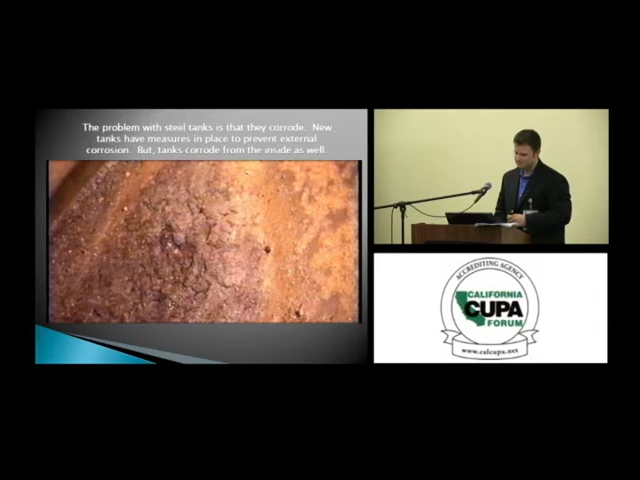 The problem with steel tanks is that they corrode.  New
tanks have measures in place to prevent external
corrosion.  But, tanks corrode from the inside as well.
ACCREDITING AGENCY
CALIFORNIA
CUPA
FORUM
www.calcupa.net